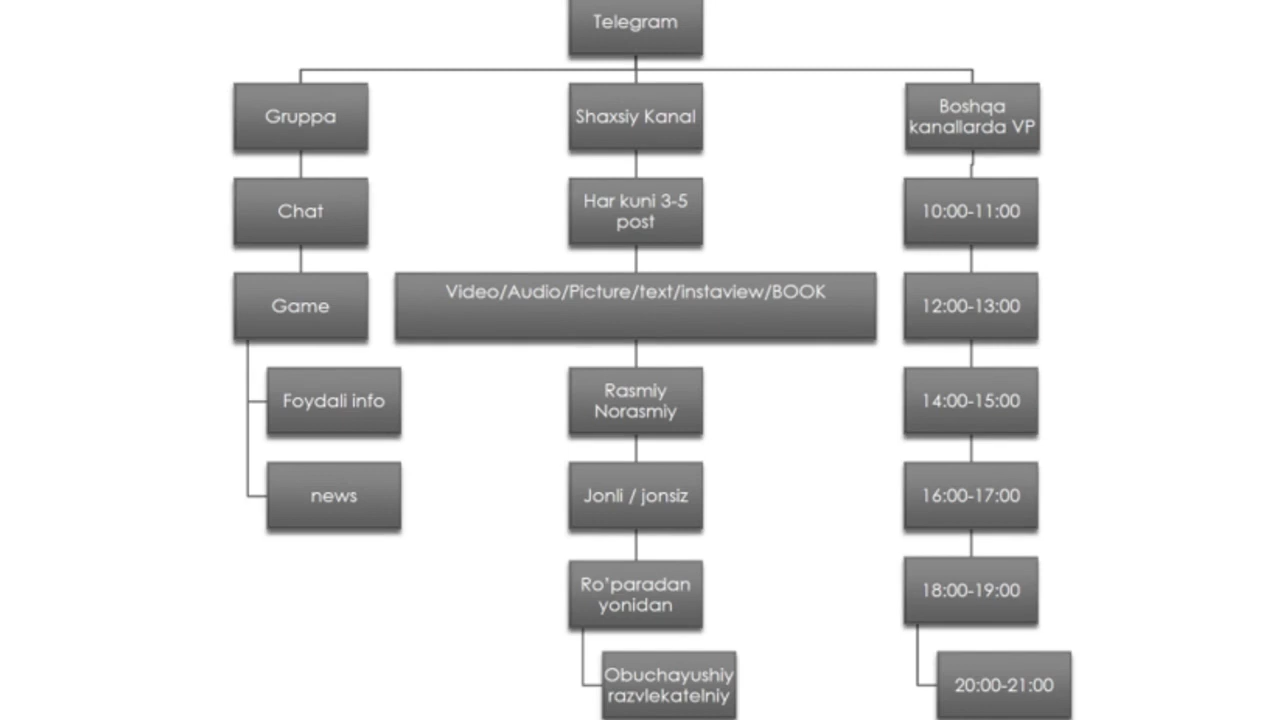 Telegram
Gruppa
Shaxsiy Kanal
Boshqa
kanallarda VP
Chat
Har kuni 3-5
post
10:00-11:00
Game
Video/Audio/Picture/text/instaview/BOOK
12:00-13:00
Foydali info
Rasmiy
Norasmiy
14:00-15:00
news
Jonli / jonsiz
16:00-17:00
Ro'paradan
yonidan
18:00-19:00
Obuchayushiy
razvlekatelniy
20:00-21:00